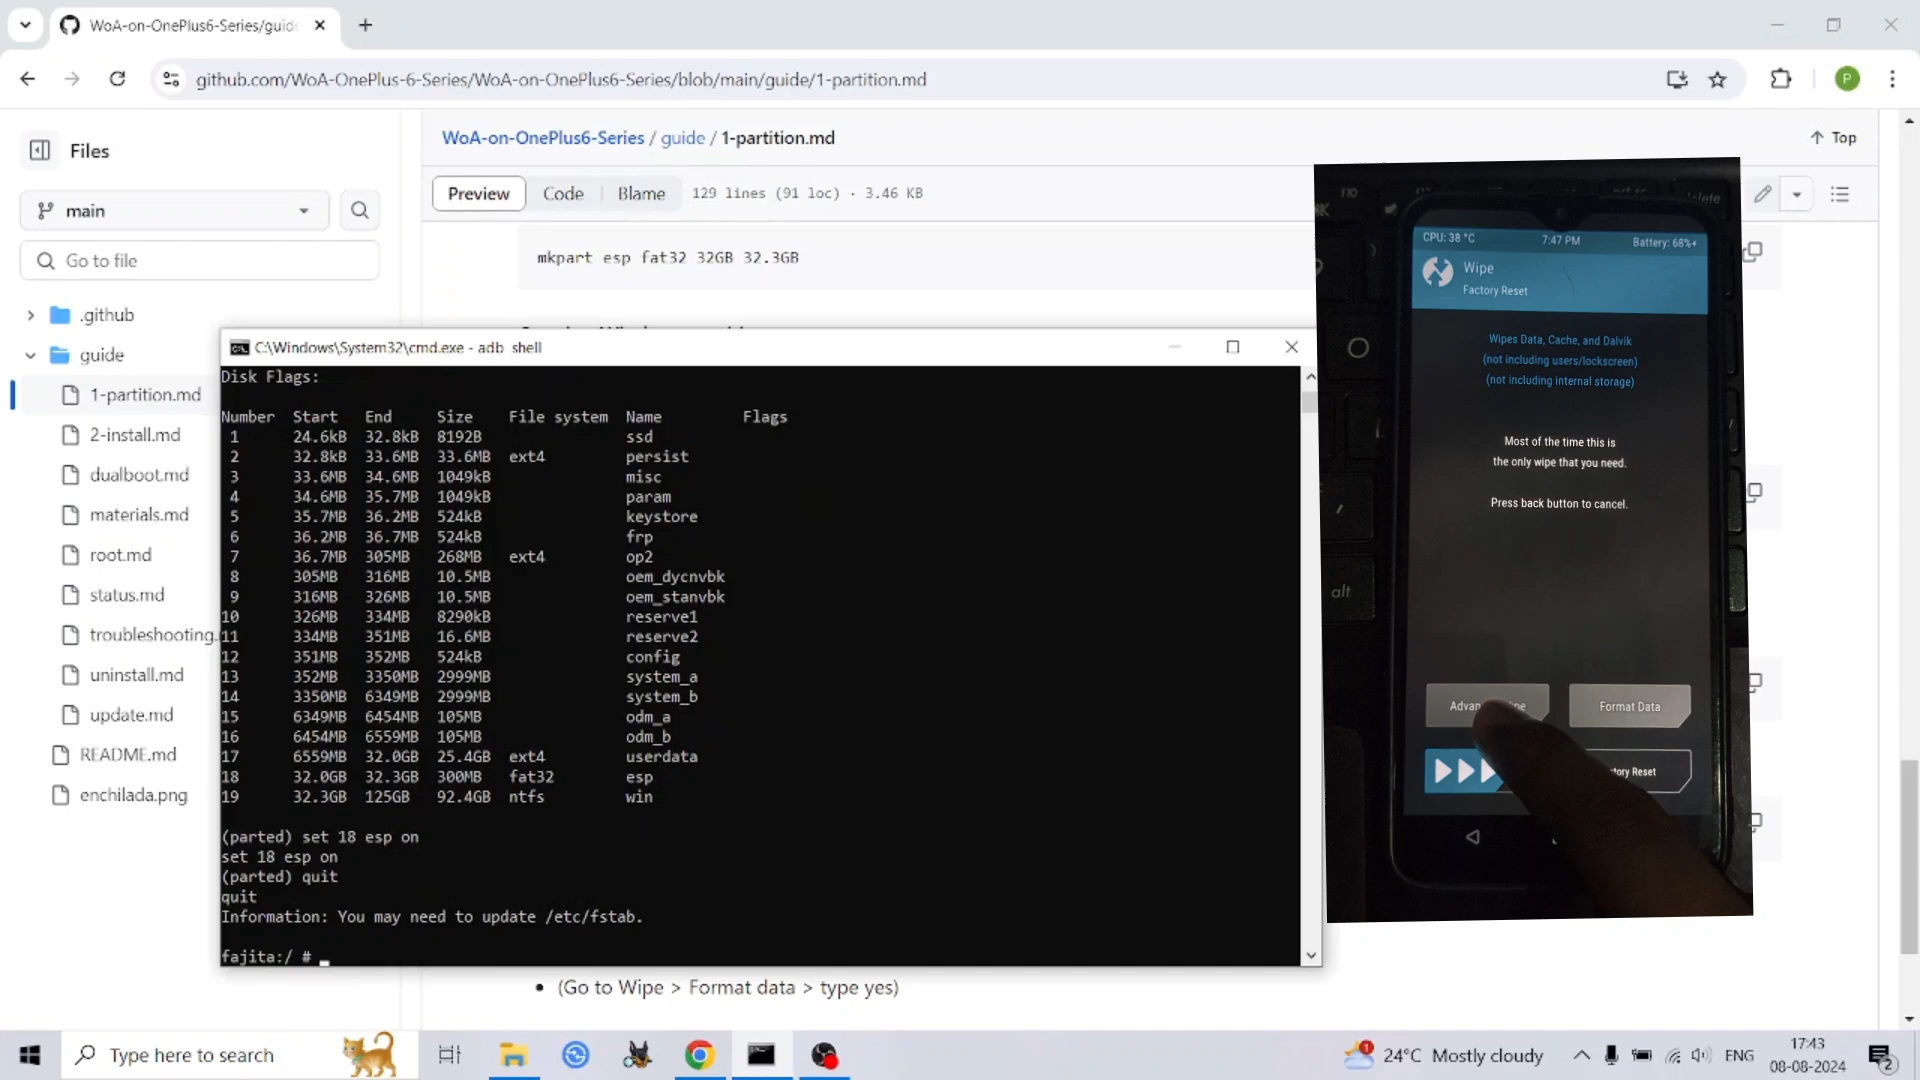 WoA-on-OnePlus6-Series/guid
github.com/WoA-OnePlus-6-Series/WoA-on-OnePlus6-Series/blob/main/guide/1-partition.md
P
Files
main
Go to file
.github
guide
1-partition.md
2-install.md
dualboot.md
materials.md
root.md
status.md
troubleshooting.
uninstall.md
update.md
README.md
enchilada.png
WoA-on-OnePlus6-Series / guide / 1-partition.md
Top
Preview
Code
Blame
129 lines (91 loc) · 3.46 KB
mkpart esp fat32 32GB 32.3GB
C:\Windows\System32\cmd.exe - adb shell
Disk Flags:
Number Start End Size File system Name Flags
1 24.6kB 32.8kB 8192B ssd
2 32.8kB 33.6MB 33.6MB ext4 persist
3 33.6MB 34.6MB 1049kB misc
4 34.6MB 35.7MB 1049kB param
5 35.7MB 36.2MB 524kB keystore
6 36.2MB 36.7MB 524kB frp
7 36.7MB 305MB 268MB ext4 op2
8 305MB 316MB 10.5MB oem_dycnvbk
9 316MB 326MB 10.5MB oem_stanvbk
10 326MB 334MB 8290kB reserve1
11 334MB 351MB 16.6MB reserve2
12 351MB 352MB 524kB config
13 352MB 3350MB 2999MB system_a
14 3350MB 6349MB 2999MB system_b
15 6349MB 6454MB 105MB odm_a
16 6454MB 6559MB 105MB odm_b
17 6559MB 32.0GB 25.4GB ext4 userdata
18 32.0GB 32.3GB 300MB fat32 esp
19 32.3GB 125GB 92.4GB ntfs win
(parted) set 18 esp on
set 18 esp on
(parted) quit
quit
Information: You may need to update /etc/fstab.
fajita:/ #
• (Go to Wipe > Format data > type yes)
F10
delete
alt
CPU: 38 °C
7:47 PM
Battery: 68%+
Wipe
Factory Reset
Wipes Data, Cache, and Dalvik
(not including users/lockscreen)
(not including internal storage)
Most of the time this is
the only wipe that you need.
Press back button to cancel.
Format Data
Reset
Type here to search
24°C Mostly cloudy
ENG
17:43
08-08-2024
2